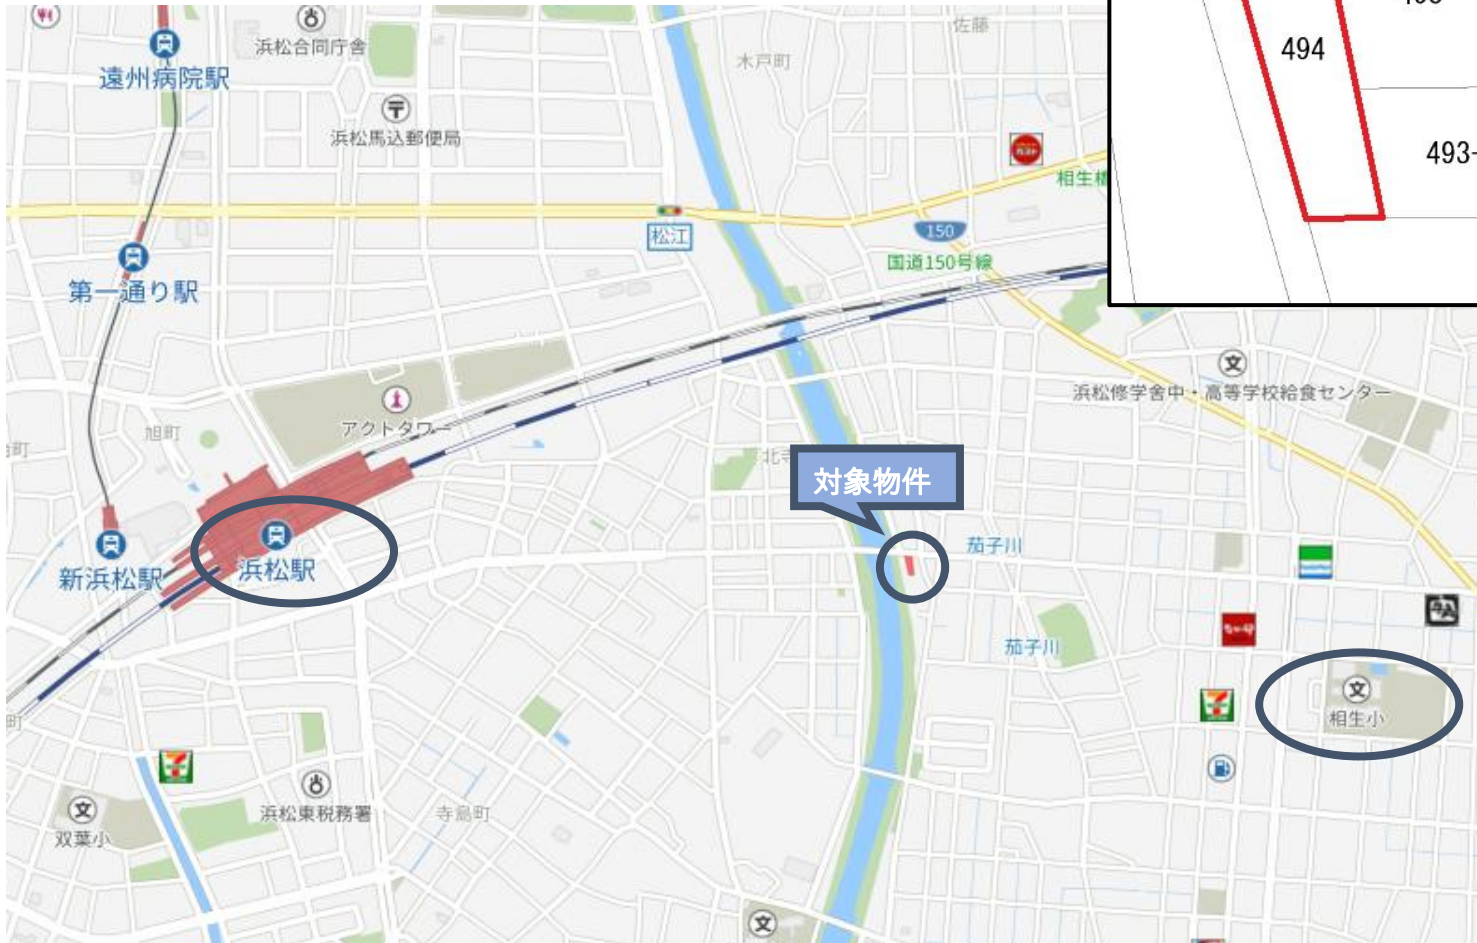 浜松合同庁舎
佐藤
木戸町
遠州病院駅
浜松馬込郵便局
494
493-
相生橋
松江
150
国道150号線
第一通り駅
浜松修学舎中・高等学校給食センター
アクトタワー
旭町
対象物件
茄子川
新浜松駅
浜松駅
茄子川
相生小
文
浜松東税務署
寺島町
双葉小